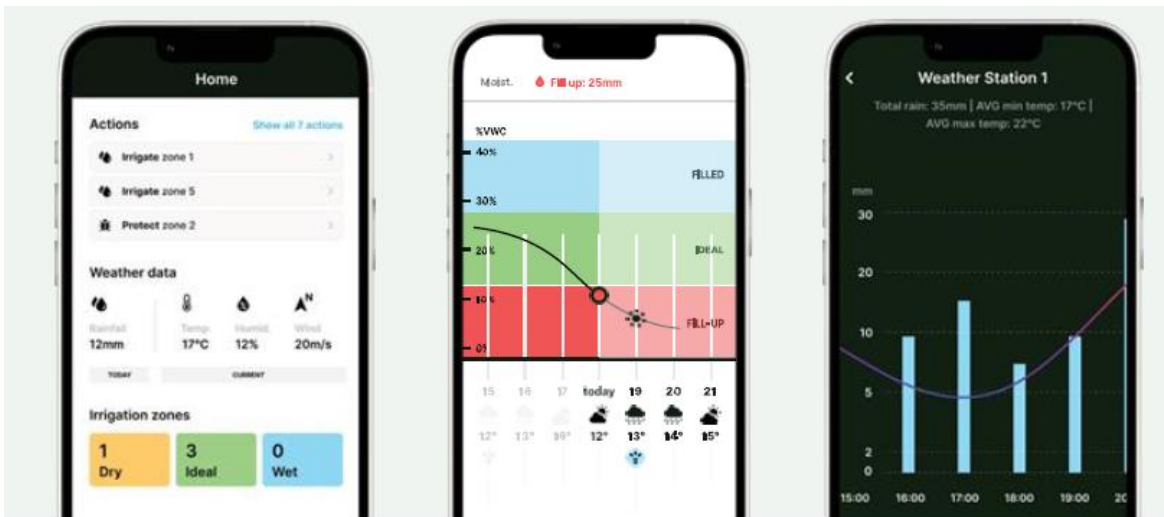 Home
Actions
Show all 7 actions
Irrigate zone 1
Irrigate zone 5
Protect zone 2
Weather data
N
Rainfall Temp. Humid. Wind
12mm 17°C 12% 20m/s
TODAY CURRENT
Irrigation zones
1 3 0
Dry Ideal Wet
Moist. Fill up: 25mm
%VWC
40%
FILLED
30%
20%
IDEAL
10%
FILL-UP
0%
15 16 17 today 19 20 21
12° 13° 12° 13° 14° 15°
Weather Station 1
Total rain: 35mm | AVG min temp: 17°C |
AVG max temp: 22°C
mm
30
20
10
5
2
0
15:00 16:00 17:00 18:00 19:00